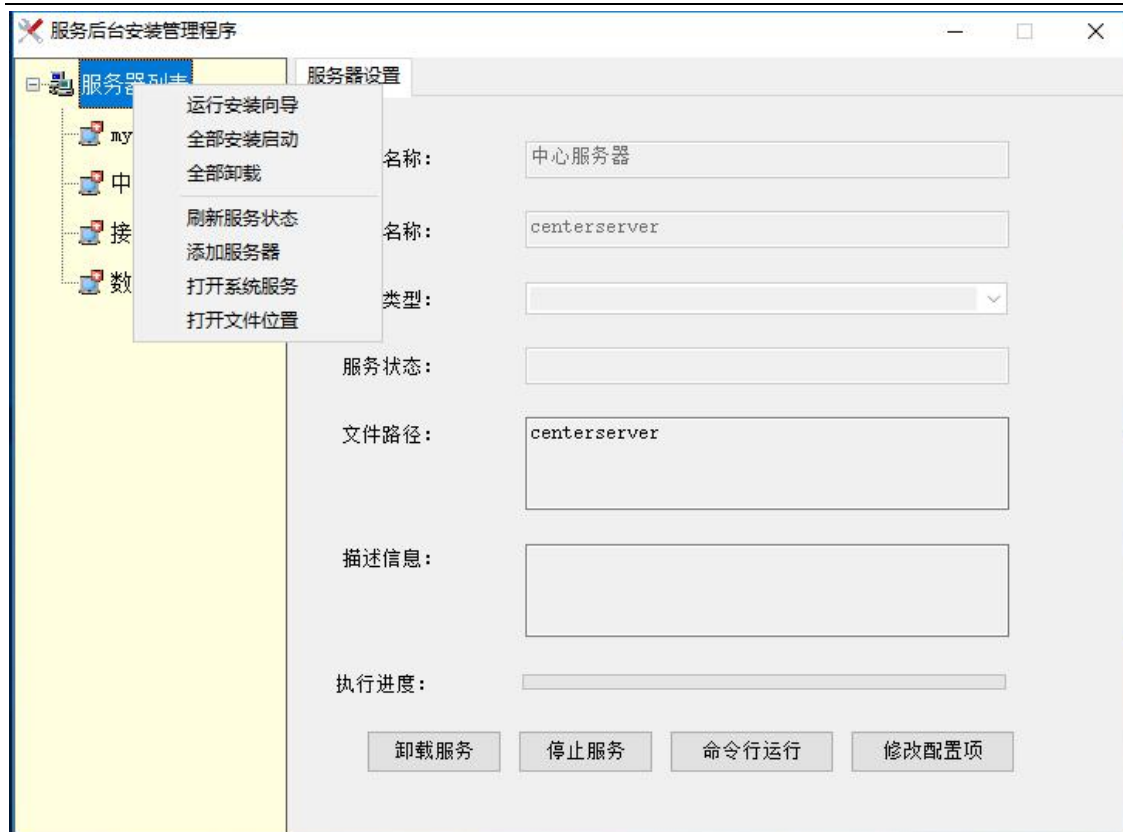 服务后台安装管理程序
服务器列表
my
中
接
数
运行安装向导
全部安装启动
全部卸载
刷新服务状态
添加服务器
打开系统服务
打开文件位置
服务器设置
名称：
中心服务器
名称：
centerserver
类型：
服务状态：
文件路径：
centerserver
描述信息：
执行进度：
卸载服务
停止服务
命令行运行
修改配置项